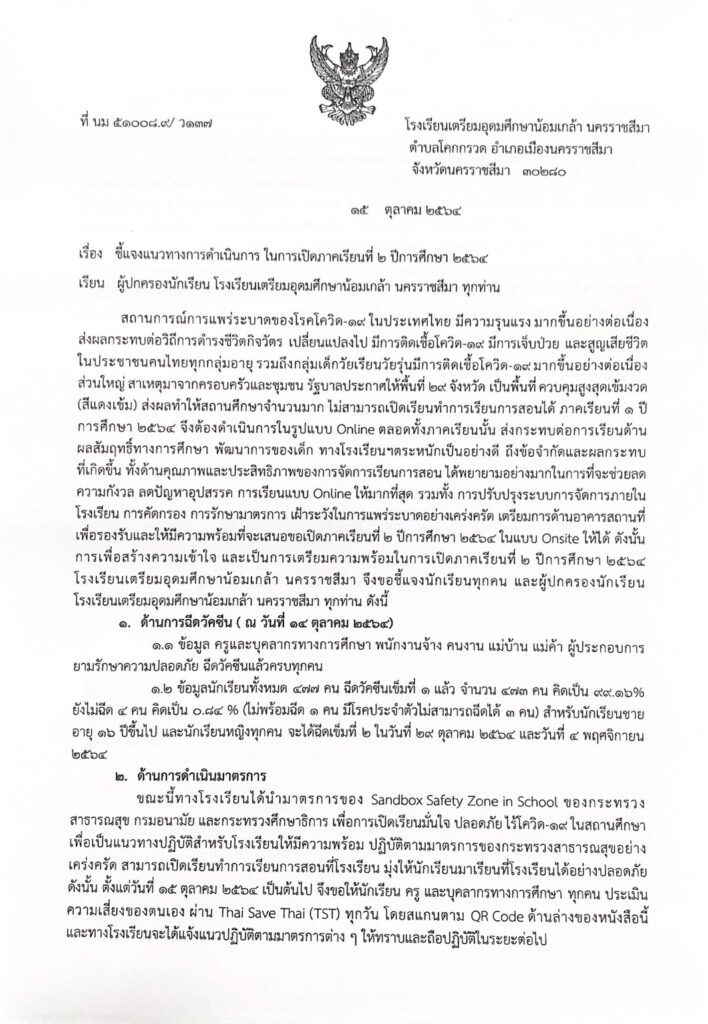 ที่ นม ๕๑๐๐๘.๙/ ว๑๓๗
โรงเรียนเตรียมอุดมศึกษาน้อมเกล้า นครราชสีมา
ตำบลโคกกรวด อำเภอเมืองนครราชสีมา
จังหวัดนครราชสีมา ๓๐๒๘๐
๑๕ ตุลาคม ๒๕๖๔
เรื่อง ชี้แจงแนวทางการดำเนินการ ในการเปิดภาคเรียนที่ ๒ ปีการศึกษา ๒๕๖๔
เรียน ผู้ปกครองนักเรียน โรงเรียนเตรียมอุดมศึกษาน้อมเกล้า นครราชสีมา ทุกท่าน
สถานการณ์การแพร่ระบาดของโรคโควิด-๑๙ ในประเทศไทย มีความรุนแรง มากขึ้นอย่างต่อเนื่อง
ส่งผลกระทบต่อวิถีการดำรงชีวิตกิจวัตร เปลี่ยนแปลงไป มีการติดเชื้อโควิด-๑๙ มีการเจ็บป่วย และสูญเสียชีวิต
ในประชาชนคนไทยทุกกลุ่มอายุ รวมถึงกลุ่มเด็กวัยเรียนวัยรุ่นมีการติดเชื้อโควิด-๑๙ มากขึ้นอย่างต่อเนื่อง
ส่วนใหญ่ สาเหตุมาจากครอบครัวและชุมชน รัฐบาลประกาศให้พื้นที่ ๒๙ จังหวัด เป็นพื้นที่ ควบคุมสูงสุดเข้มงวด
(สีแดงเข้ม) ส่งผลทำให้สถานศึกษาจำนวนมาก ไม่สามารถเปิดเรียนทำการเรียนการสอนได้ ภาคเรียนที่ ๑ ปี
การศึกษา ๒๕๖๔ จึงต้องดำเนินการในรูปแบบ Online ตลอดทั้งภาคเรียนนั้น ส่งกระทบต่อการเรียนด้าน
ผลสัมฤทธิ์ทางการศึกษา พัฒนาการของเด็ก ทางโรงเรียนฯตระหนักเป็นอย่างดี ถึงข้อจำกัดและผลกระทบ
ที่เกิดขึ้น ทั้งด้านคุณภาพและประสิทธิภาพของการจัดการเรียนการสอน ได้พยายามอย่างมากในการที่จะช่วยลด
ความกังวล ลดปัญหาอุปสรรค การเรียนแบบ Online ให้มากที่สุด รวมทั้ง การปรับปรุงระบบการจัดการภายใน
โรงเรียน การคัดกรอง การรักษามาตรการ เฝ้าระวังในการแพร่ระบาดอย่างเคร่งครัด เตรียมการด้านอาคารสถานที่
เพื่อรองรับและให้มีความพร้อมที่จะเสนอขอเปิดภาคเรียนที่ ๒ ปีการศึกษา ๒๕๖๔ ในแบบ Onsite ให้ได้ ดังนั้น
การเพื่อสร้างความเข้าใจ และเป็นการเตรียมความพร้อมในการเปิดภาคเรียนที่ ๒ ปีการศึกษา ๒๕๖๔
โรงเรียนเตรียมอุดมศึกษาน้อมเกล้า นครราชสีมา จึงขอชี้แจงนักเรียนทุกคน และผู้ปกครองนักเรียน
โรงเรียนเตรียมอุดมศึกษาน้อมเกล้า นครราชสีมา ทุกท่าน ดังนี้
๑. ด้านการฉีดวัคซีน ( ณ วันที่ ๑๔ ตุลาคม ๒๕๖๔)
๑.๑ ข้อมูล ครูและบุคลากรทางการศึกษา พนักงานจ้าง คนงาน แม่บ้าน แม่ค้า ผู้ประกอบการ
ยามรักษาความปลอดภัย ฉีดวัคซีนแล้วครบทุกคน
๑.๒ ข้อมูลนักเรียนทั้งหมด ๔๗๗ คน ฉีดวัคซีนเข็มที่ ๑ แล้ว จำนวน ๔๗๓ คน คิดเป็น ๙๙.๑๖%
ยังไม่ฉีด ๔ คน คิดเป็น ๐.๘๔ % (ไม่พร้อมฉีด ๑ คน มีโรคประจำตัวไม่สามารถฉีดได้ ๓ คน) สำหรับนักเรียนชาย
อายุ ๑๖ ปีขึ้นไป และนักเรียนหญิงทุกคน จะได้ฉีดเข็มที่ ๒ ในวันที่ ๒๙ ตุลาคม ๒๕๖๔ และวันที่ ๔ พฤศจิกายน
๒๕๖๔
๒. ด้านการดำเนินมาตรการ
ขณะนี้ทางโรงเรียนได้นำมาตรการของ Sandbox Safety Zone in School ของกระทรวง
สาธารณสุข กรมอนามัย และกระทรวงศึกษาธิการ เพื่อการเปิดเรียนมั่นใจ ปลอดภัย ไร้โควิด-๑๙ ในสถานศึกษา
เพื่อเป็นแนวทางปฏิบัติสำหรับโรงเรียนให้มีความพร้อม ปฏิบัติตามมาตรการของกระทรวงสาธารณสุขอย่าง
เคร่งครัด สามารถเปิดเรียนทำการเรียนการสอนที่โรงเรียน มุ่งให้นักเรียนมาเรียนที่โรงเรียนได้อย่างปลอดภัย
ดังนั้น ตั้งแต่วันที่ ๑๕ ตุลาคม ๒๕๖๔ เป็นต้นไป จึงขอให้นักเรียน ครู และบุคลากรทางการศึกษา ทุกคน ประเมิน
ความเสี่ยงของตนเอง ผ่าน Thai Save Thai (TST) ทุกวัน โดยสแกนตาม QR Code ด้านล่างของหนังสือนี้
และทางโรงเรียนจะได้แจ้งแนวปฏิบัติตามมาตรการต่าง ๆ ให้ทราบและถือปฏิบัติในระยะต่อไป